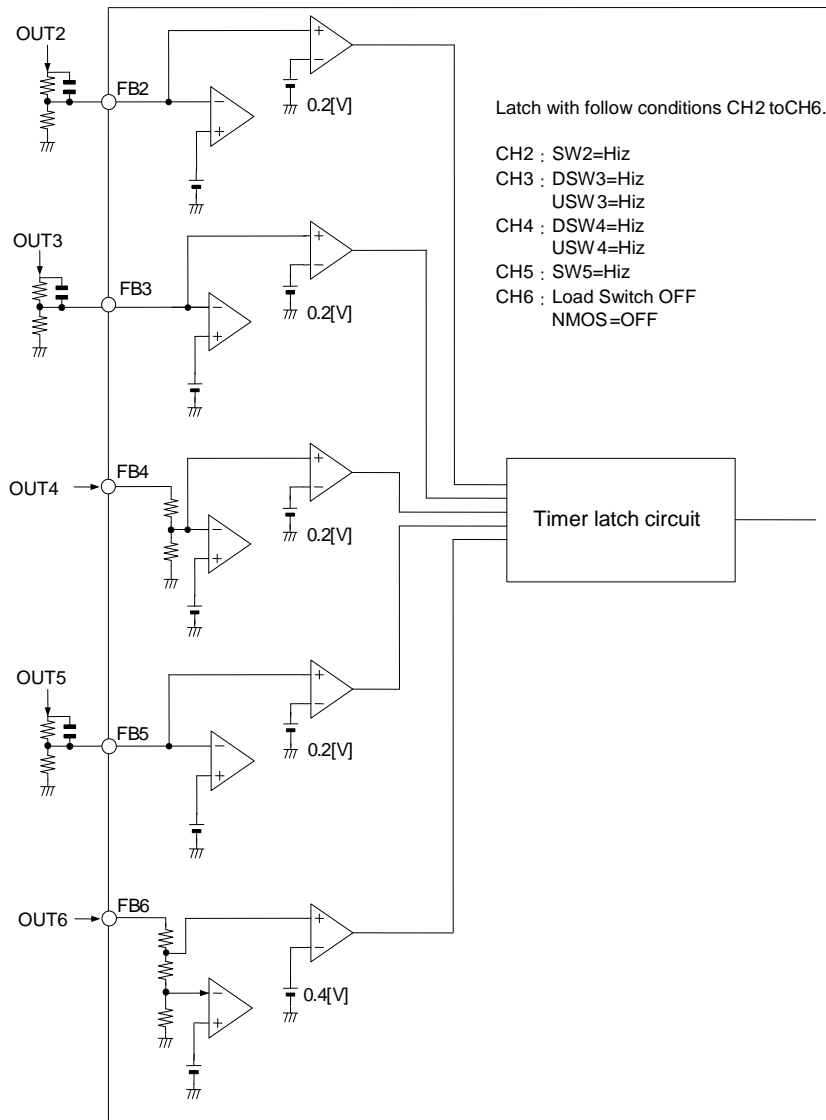 OUT2
FB2
+
−
−
+
0.2[V]
Latch with follow conditions CH2 toCH6.
CH2 : SW2=Hiz
CH3 : DSW3=Hiz
USW3=Hiz
CH4 : DSW4=Hiz
USW4=Hiz
CH5 : SW5=Hiz
CH6 : Load Switch OFF
NMOS=OFF
OUT3
FB3
+
−
−
+
0.2[V]
OUT4
FB4
+
−
−
+
0.2[V]
Timer latch circuit
OUT5
FB5
+
−
−
+
0.2[V]
OUT6
FB6
+
−
−
+
0.4[V]